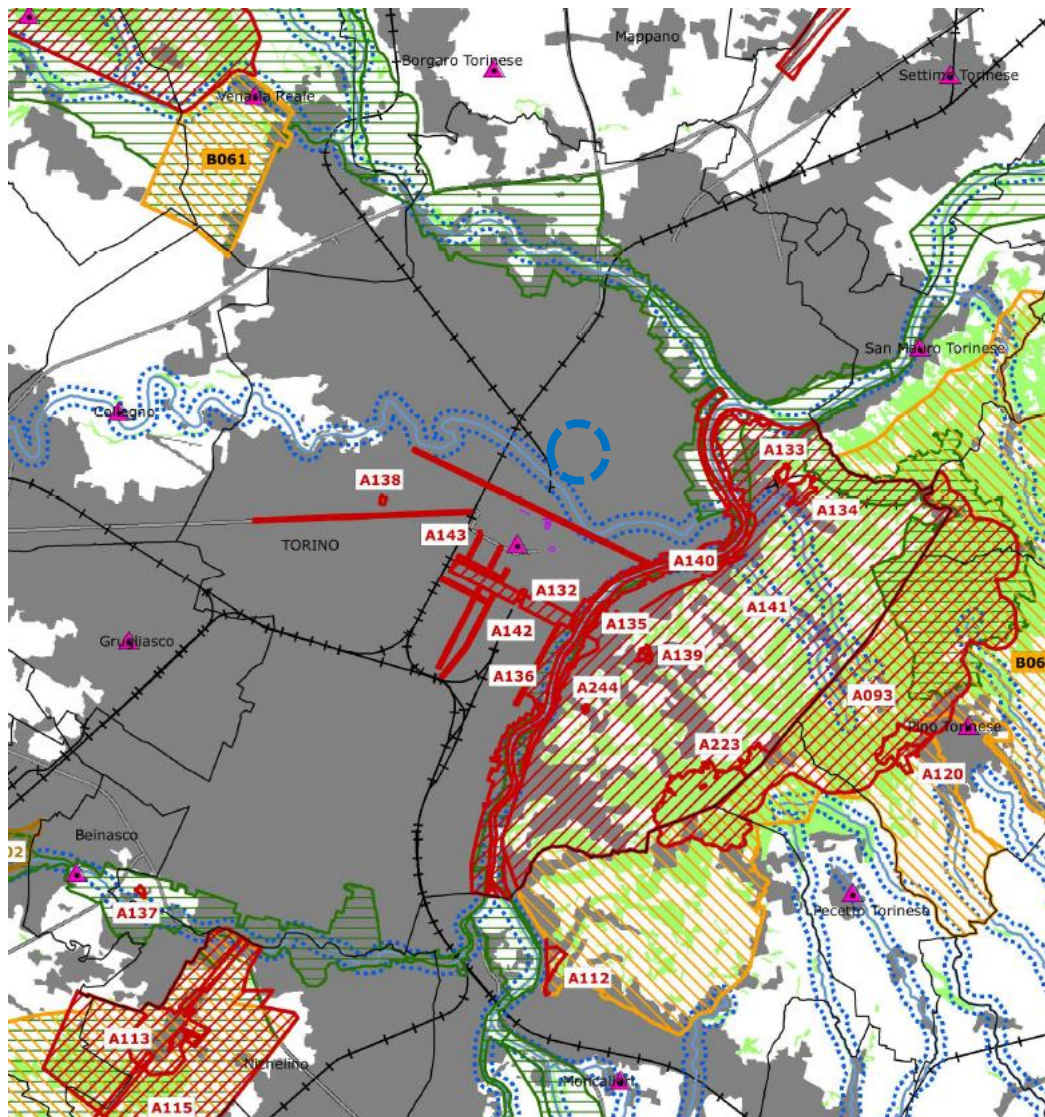 Mappano
Borgaro Torinese
Settimo Torinese
Venaria Reale
B061
San Mauro Torinese
Collegno
A133
A138
A134
A143
TORINO
A140
A132
A141
A135
A142
Grugliasco
A139
B06
A136
A244
A093
Pino Torinese
A223
A120
Beinasco
02
A137
Pecetto Torinese
A112
A113
Nichelino
Moncalieri
A115